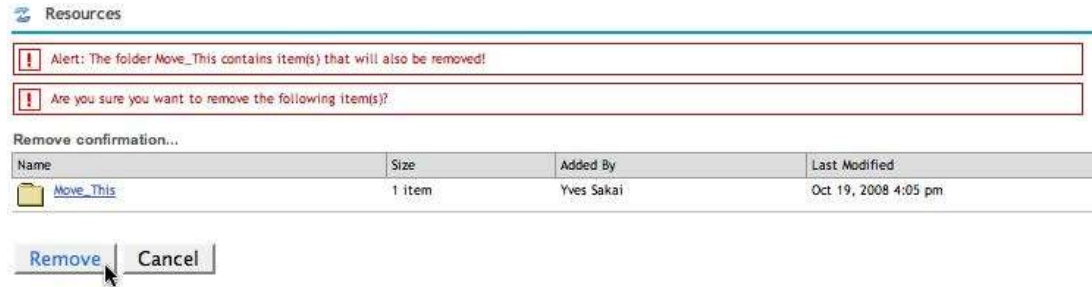 Resources
Alert: The folder Move_This contains item(s) that will also be removed!
Are you sure you want to remove the following item(s)?
Remove confirmation...
Name Size Added By Last Modified
Move_This 1 item Yves Sakai Oct 19, 2008 4:05 pm
Remove Cancel